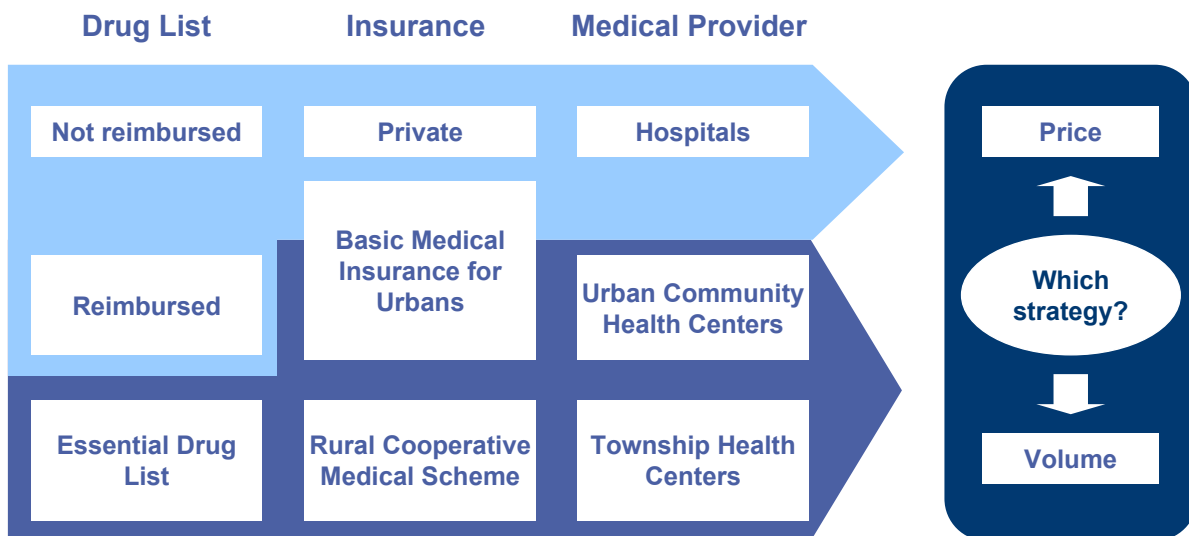 Drug List
Insurance
Medical Provider
Not reimbursed
Private
Hospitals
Price
Reimbursed
Basic Medical
Insurance for
Urbans
Urban Community
Health Centers
Which
strategy?
Essential Drug
List
Rural Cooperative
Medical Scheme
Township Health
Centers
Volume